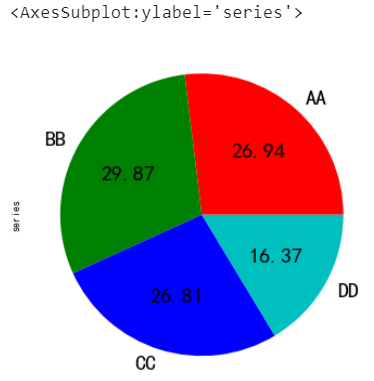 <AxesSubplot:ylabel='series'>
AA
BB
26.94
29.87
series
16.37
DD
26.81
CC